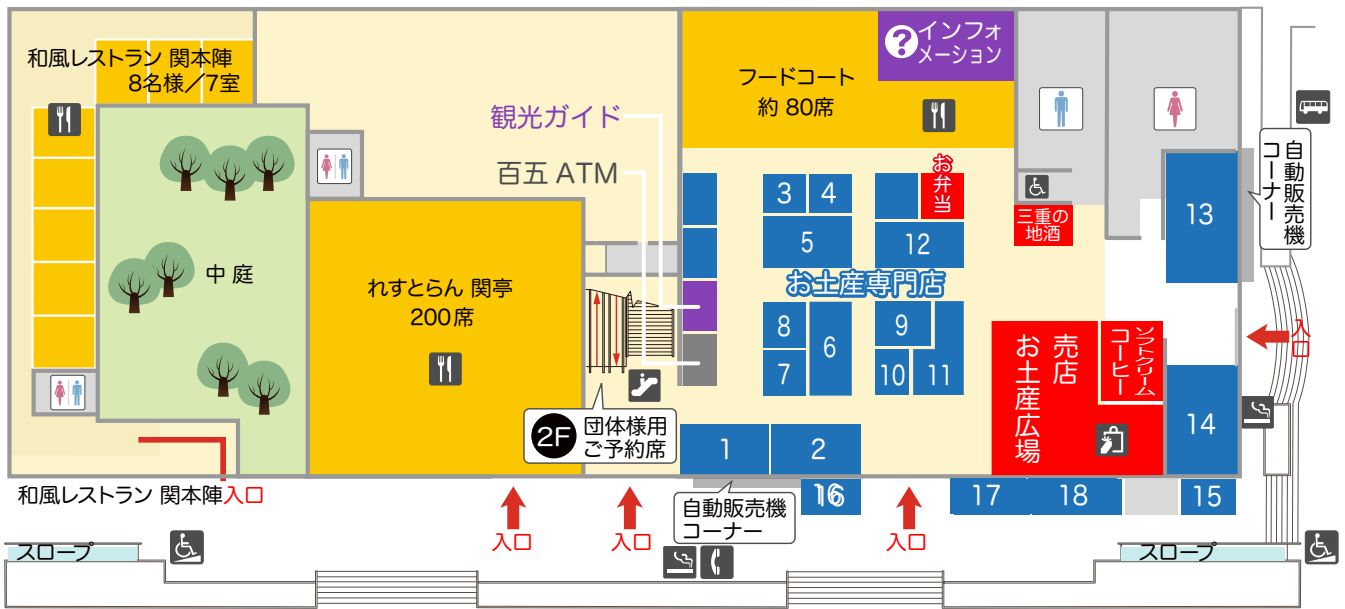 和風レストラン 関本陣
8名様／7室
インフォ
メーション
フードコート
約 80席
観光ガイド
百五 ATM
お弁当
三重の
地酒
自動販売機
コーナー
3
4
5
12
13
中庭
れすとらん 関亭
200席
お土産専門店
8
6
7
9
10
11
売店
お土産広場
ソフトクリーム
コーヒー
入口
2F
団体様用
ご予約席
1
2
14
和風レストラン 関本陣入口
自動販売機
コーナー
16
17
18
15
入口
入口
入口
スロープ
スロープ